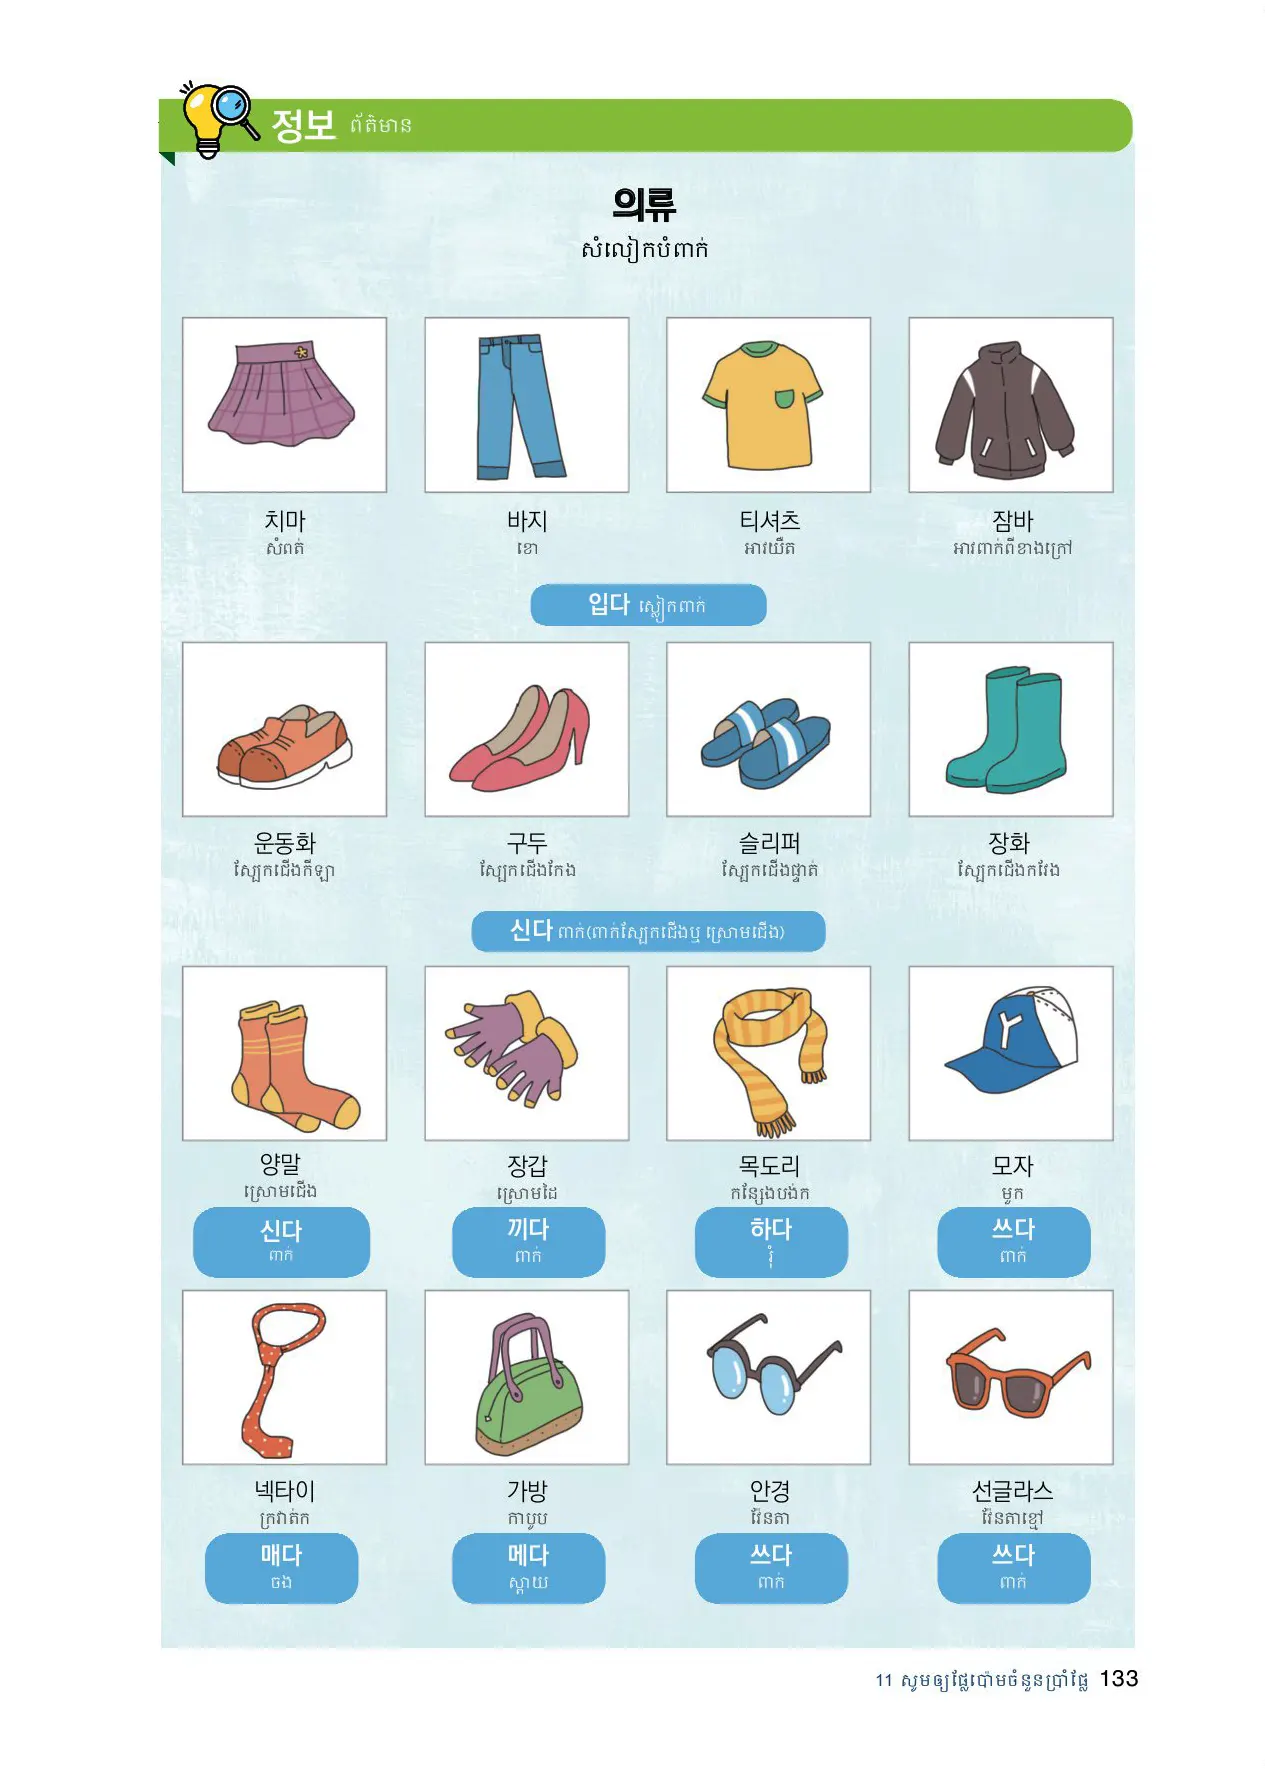 정보 ព័ត៌មាន
의류
សំលៀកបំពាក់
치마 바지 티셔츠 잠바
សំពត់ ខោ អាវយឺត អាវពាក់ពីខាងក្រៅ
입다 ស្លៀកពាក់
운동화 구두 슬리퍼 장화
ស្បែកជើងកីឡា ស្បែកជើងកែង ស្បែកជើងផ្ទាត់ ស្បែកជើងកវែង
신다 ពាក់(ពាក់ស្បែកជើងឬ ស្រោមជើង)
양말 장갑 목도리 모자
ស្រោមជើង ស្រោមដៃ កន្សែងបង់ក មួក
신다 끼다 하다 쓰다
ពាក់ ពាក់ រុំ ពាក់
넥타이 가방 안경 선글라스
ក្រវាត់ក កាបូប វ៉ែនតា វ៉ែនតាខ្មៅ
매다 메다 쓰다 쓰다
ចង ស្ពាយ ពាក់ ពាក់
11 សូមឲ្យផ្លែប៉ោមចំនួនប្រាំផ្លែ 133